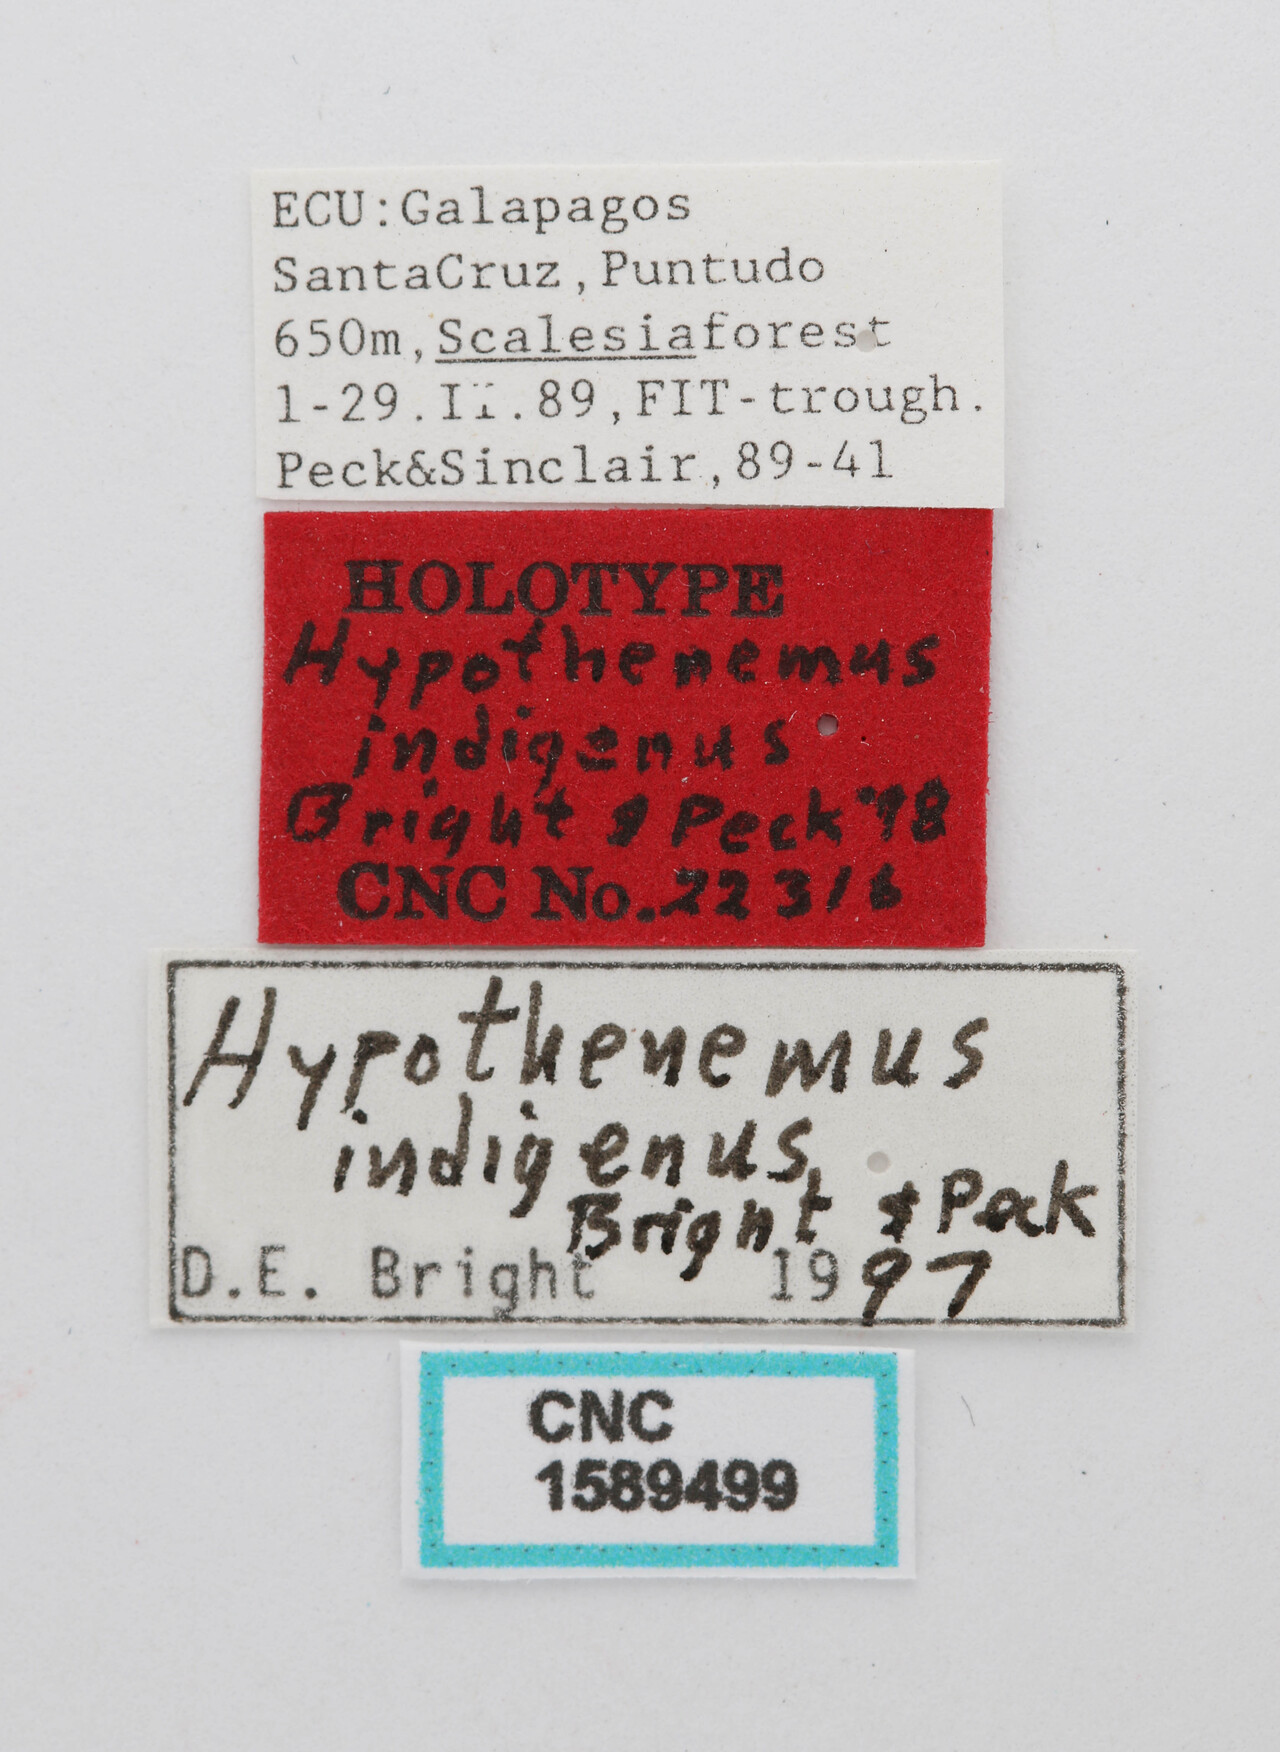 ECU:Galapagos
SantaCruz,Puntudo
650m,Scalesiaforest
1-29.II.89,FIT-trough.
Peck&Sinclair,89-41
HOLOTYPE
Hypothenemus
indigenus
Bright & Peck '98
CNC No. 22316
Hypothenemus
indigenus
Bright & Peck
D.E. Bright 1997
CNC
1589499